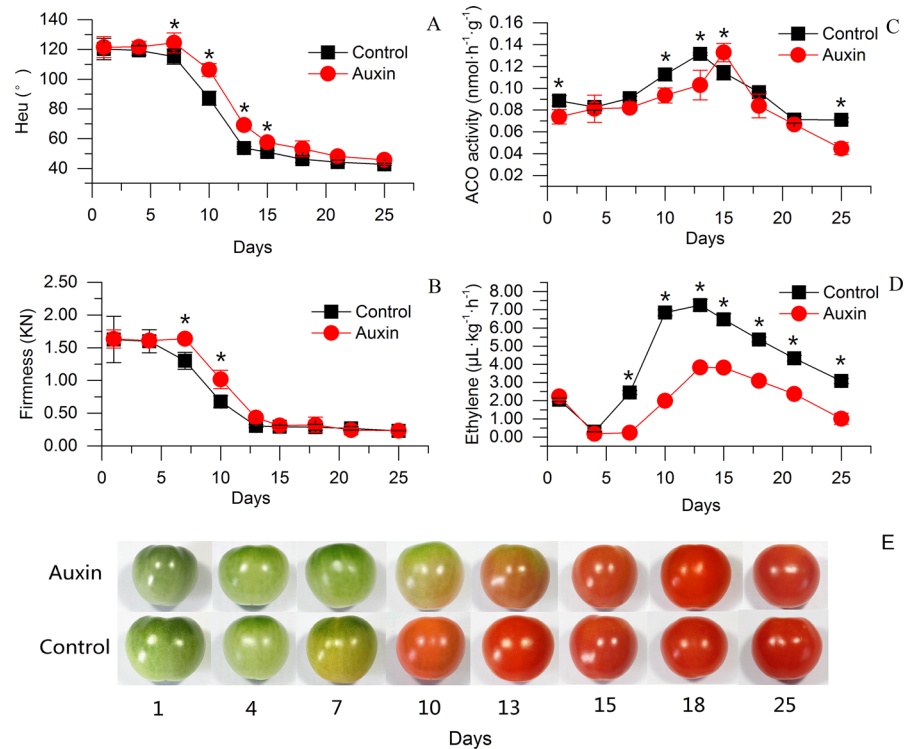 A
Heu (°)
140
120
100
80
60
40
Control
Auxin
* * * *
0 5 10 15 20 25
Days
C
ACO activity (nmol·h⁻¹.g⁻¹)
0.16
0.14
0.12
0.10
0.08
0.06
0.04
0.02
Control
Auxin
* * * * *
0 5 10 15 20 25
Days
B
Firmness (KN)
2.50
2.00
1.50
1.00
0.50
0.00
Control
Auxin
* *
0 5 10 15 20 25
Days
D
Ethylene (µL·kg⁻¹·h⁻¹)
8.00
7.00
6.00
5.00
4.00
3.00
2.00
1.00
0.00
Control
Auxin
* * * * * * *
0 5 10 15 20 25
Days
E
Auxin
Control
1 4 7 10 13 15 18 25
Days